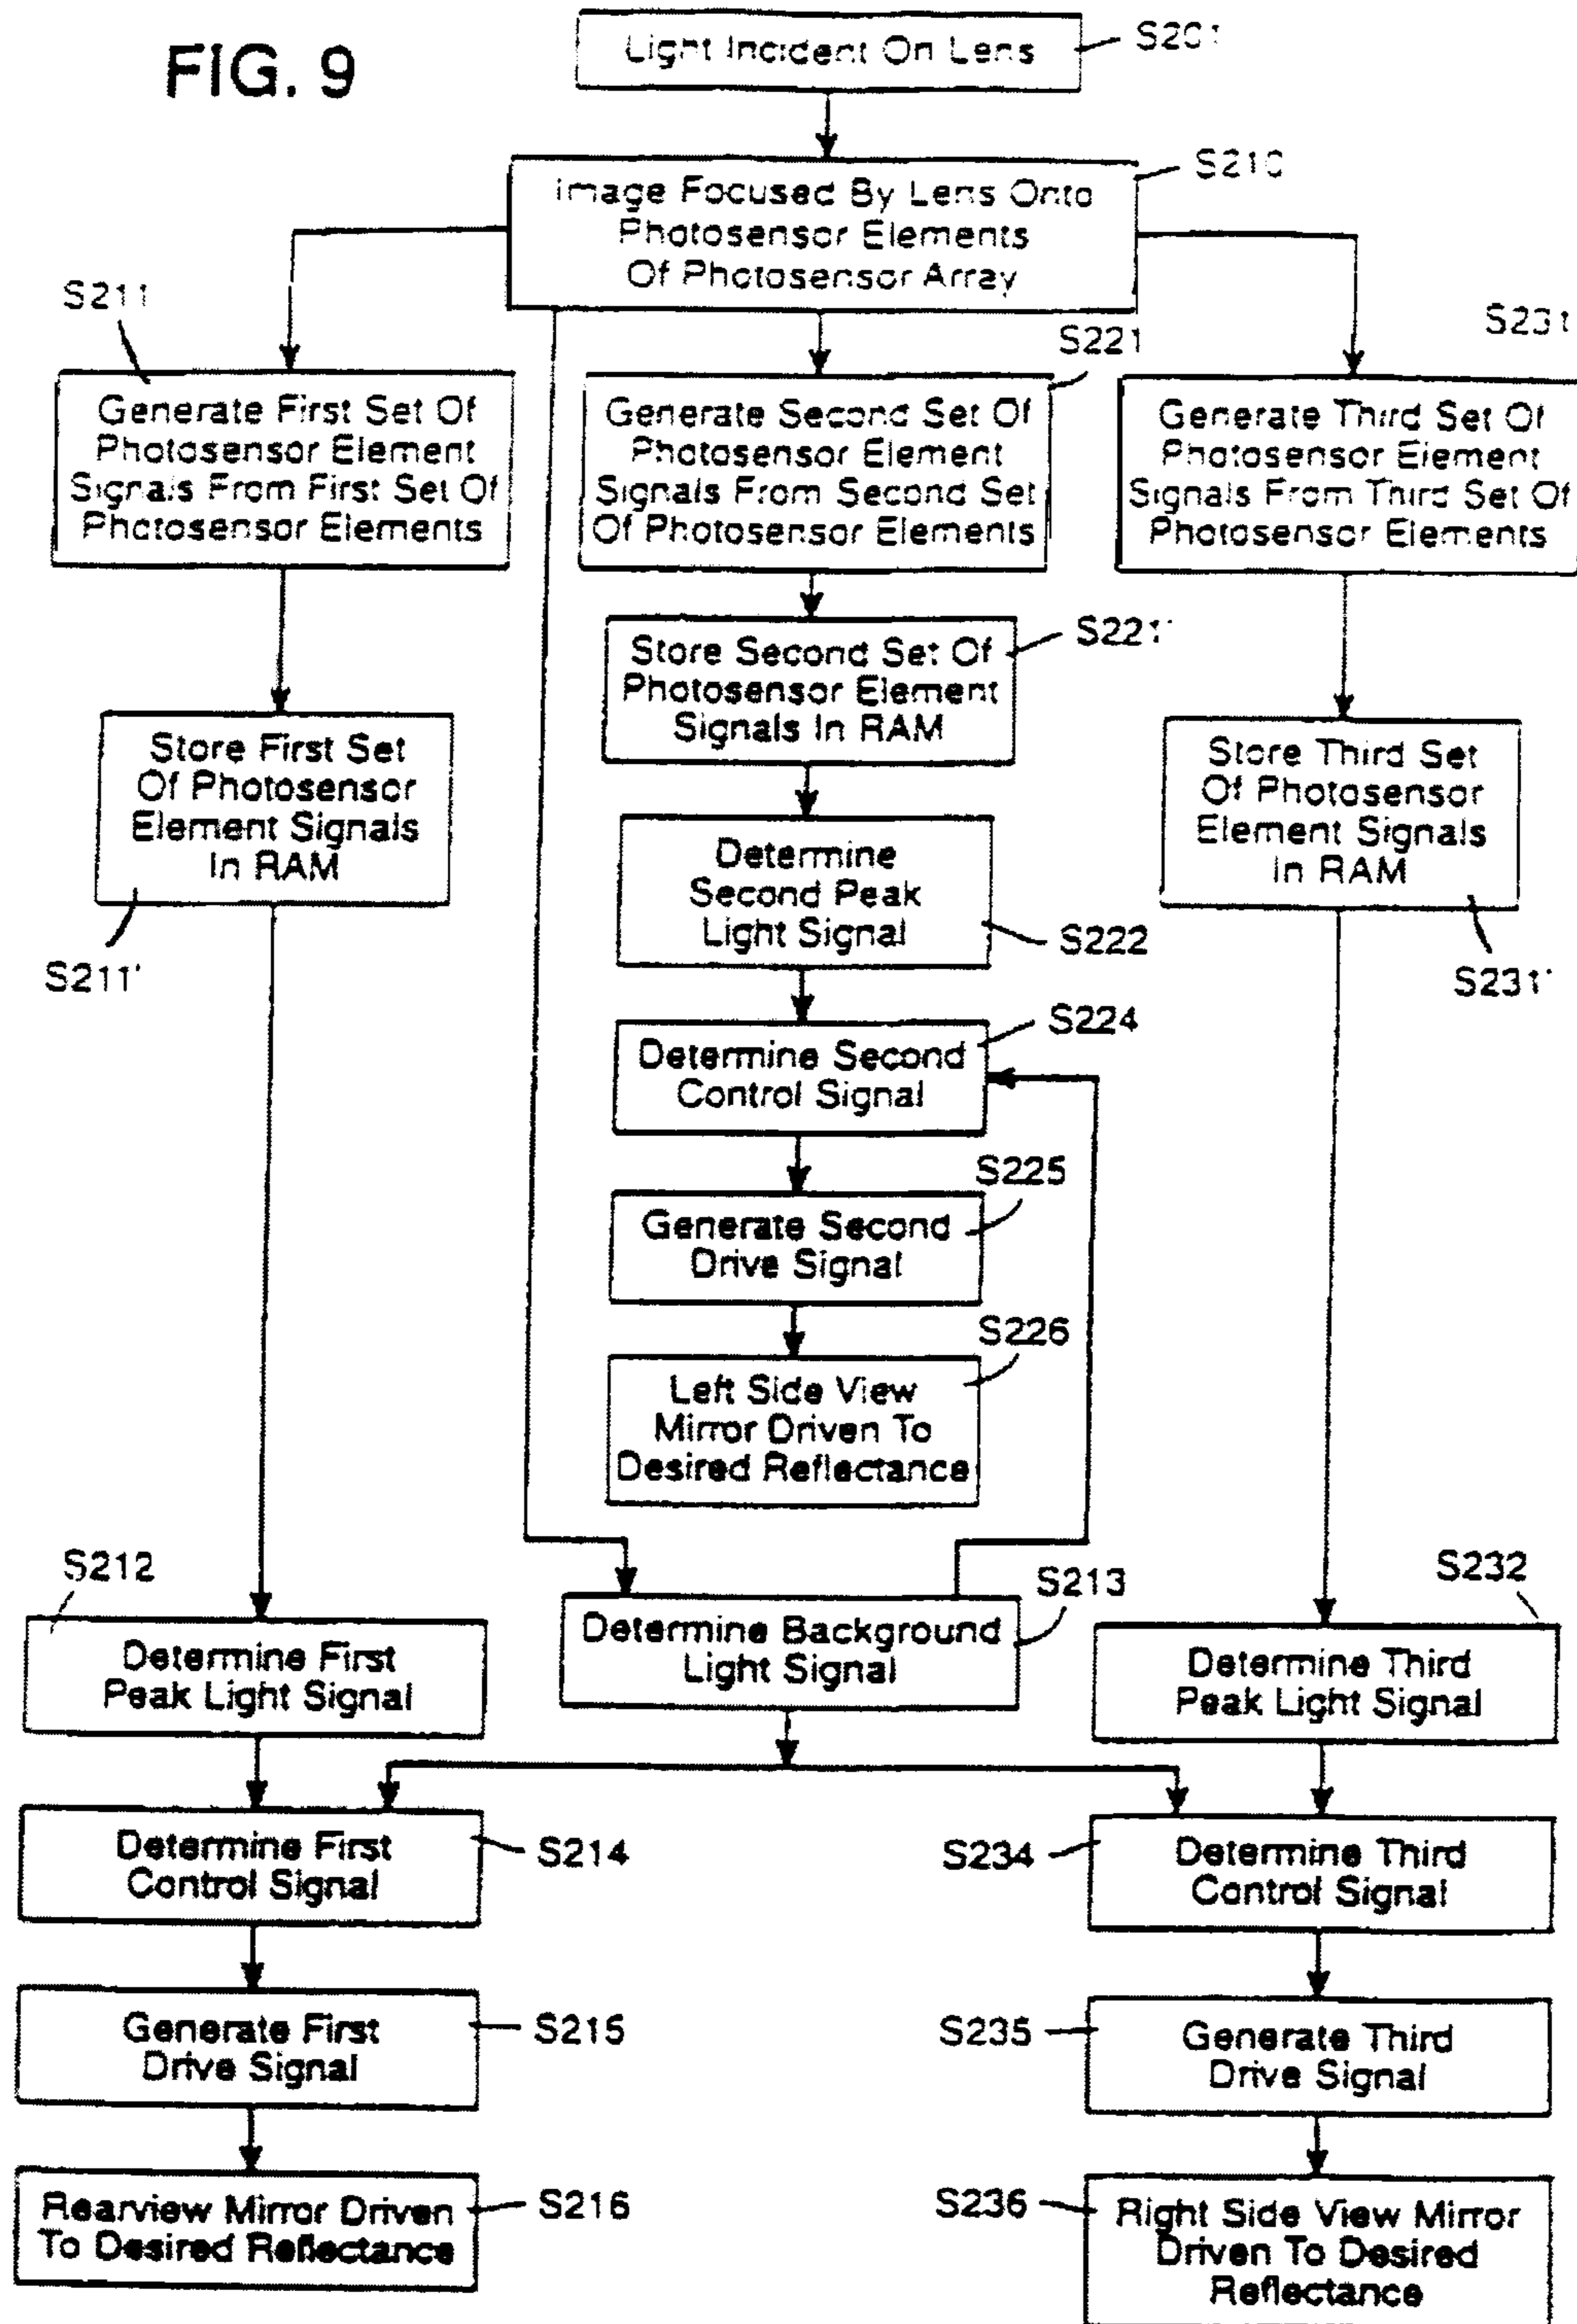 FIG. 9
Light Incident On Lens
S201
Image Focused By Lens Onto
Photosensor Elements
Of Photosensor Array
S210
S211
Generate First Set Of
Photosensor Element
Signals From First Set Of
Photosensor Elements
S221
Generate Second Set Of
Photosensor Element
Signals From Second Set
Of Photosensor Elements
S231
Generate Third Set Of
Photosensor Element
Signals From Third Set Of
Photosensor Elements
Store First Set
Of Photosensor
Element Signals
In RAM
S211'
Store Second Set Of
Photosensor Element
Signals In RAM
S221'
Store Third Set
Of Photosensor
Element Signals
In RAM
S231'
Determine
Second Peak
Light Signal
S222
Determine Second
Control Signal
S224
Generate Second
Drive Signal
S225
Left Side View
Mirror Driven To
Desired Reflectance
S226
S212
Determine First
Peak Light Signal
Determine Background
Light Signal
S213
S232
Determine Third
Peak Light Signal
Determine First
Control Signal
S214
S234
Determine Third
Control Signal
Generate First
Drive Signal
S215
S235
Generate Third
Drive Signal
Rearview Mirror Driven
To Desired Reflectance
S216
S236
Right Side View Mirror
Driven To Desired
Reflectance